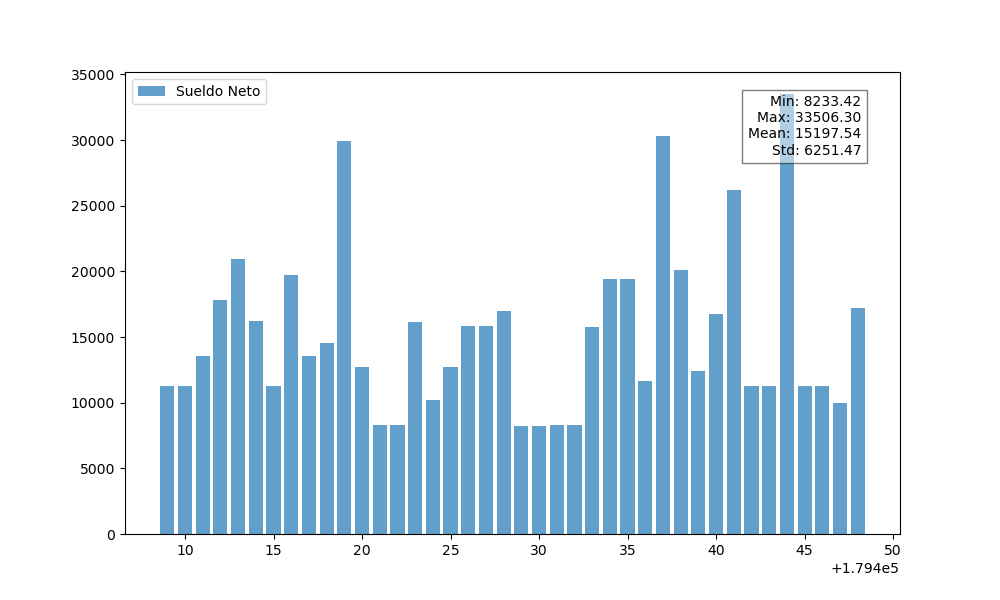 35000
30000
25000
20000
15000
10000
5000
0
Sueldo Neto
Min: 8233.42
Max: 33506.30
Mean: 15197.54
Std: 6251.47
10 15 20 25 30 35 40 45 50
+1.794e5